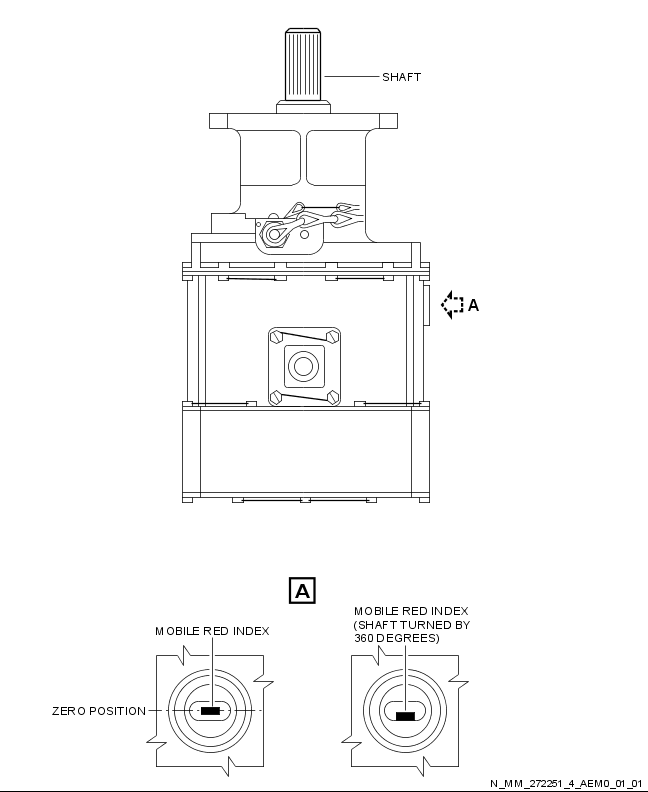 SHAFT
A
A
MOBILE RED INDEX
ZERO POSITION
MOBILE RED INDEX
(SHAFT TURNED BY
360 DEGREES)
N_MM_272251_4_AEM0_01_01